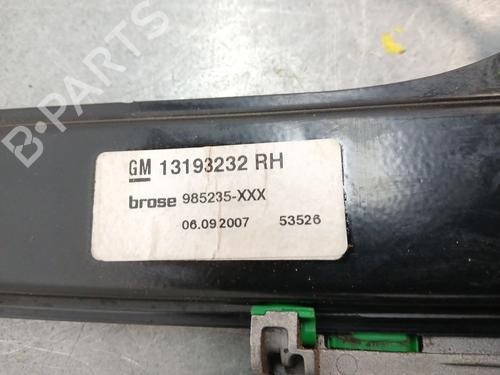 B-PARTS
GM 13193232 RH
brose 985235-XXX
06.09.2007 53526